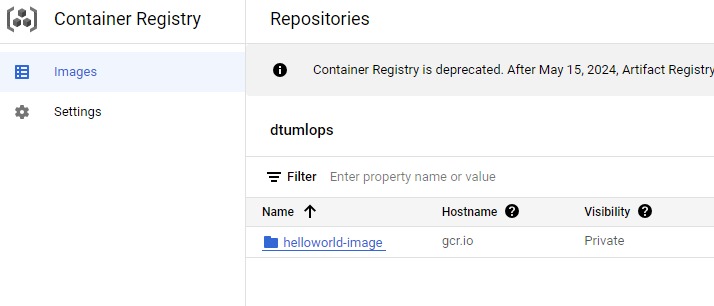 Container Registry
Repositories
Images
Settings
Container Registry is deprecated. After May 15, 2024, Artifact Registry
dtumlops
Filter Enter property name or value
Name Hostname Visibility
helloworld-image gcr.io Private